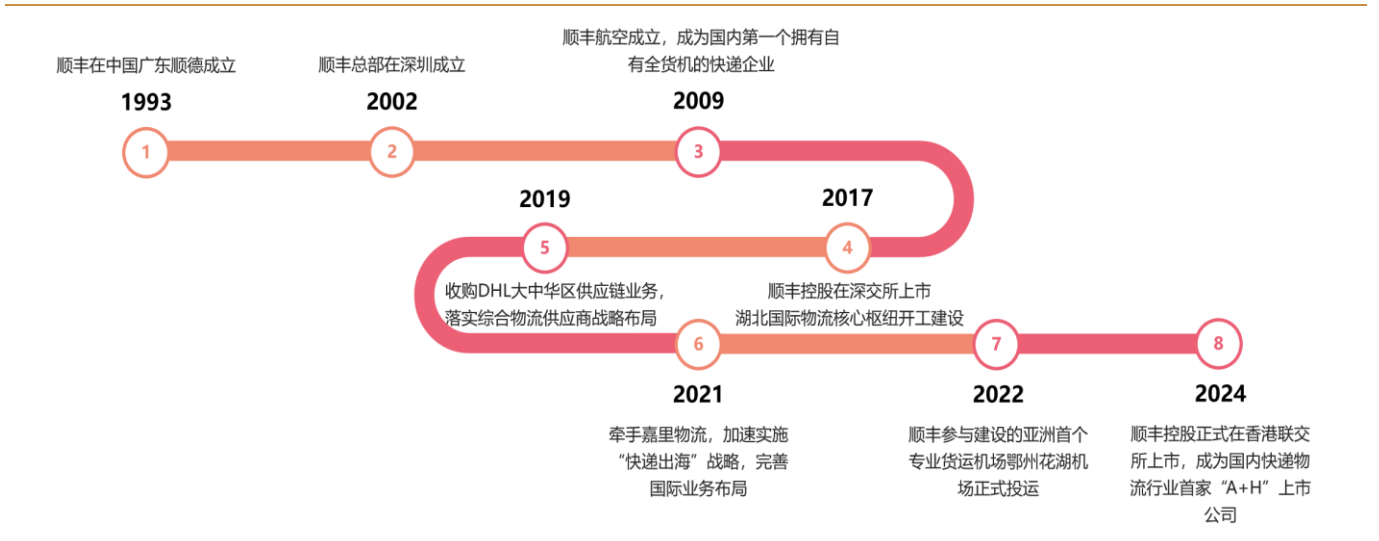 顺丰在中国广东顺德成立
1993
1
顺丰总部在深圳成立
2002
2
顺丰航空成立，成为国内第一个拥有自
有全货机的快递企业
2009
3
2017
4
顺丰控股在深交所上市
湖北国际物流核心枢纽开工建设
2019
5
收购DHL大中华区供应链业务，
落实综合物流供应商战略布局
6
2021
牵手嘉里物流，加速实施
“快递出海”战略，完善
国际业务布局
7
2022
顺丰参与建设的亚洲首个
专业货运机场鄂州花湖机
场正式投运
8
2024
顺丰控股正式在香港联交
所上市，成为国内快递物
流行业首家“A+H”上市
公司